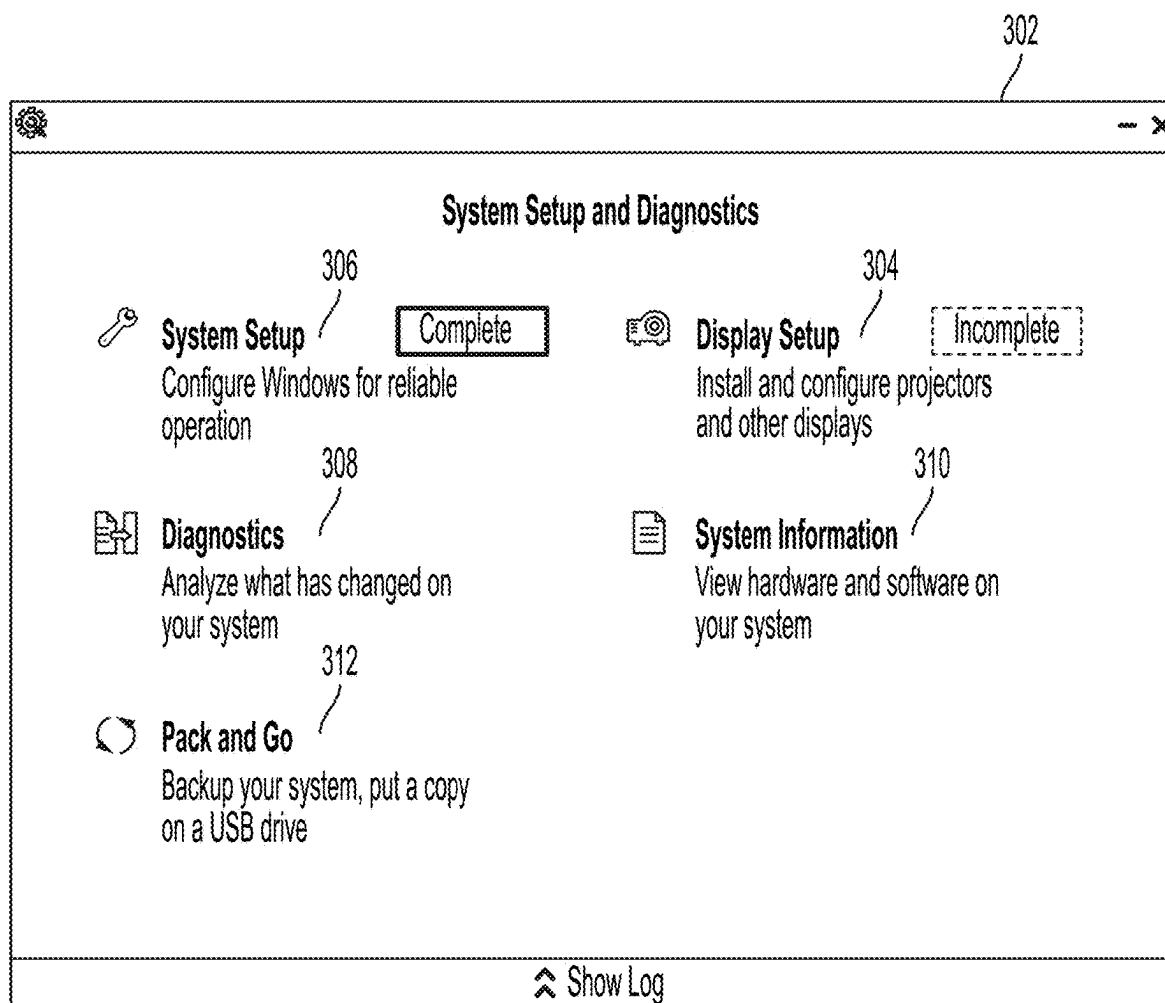 302
System Setup and Diagnostics
306
System Setup
Complete
Configure Windows for reliable
operation
304
Display Setup
Incomplete
Install and configure projectors
and other displays
308
Diagnostics
Analyze what has changed on
your system
310
System Information
View hardware and software on
your system
312
Pack and Go
Backup your system, put a copy
on a USB drive
Show Log